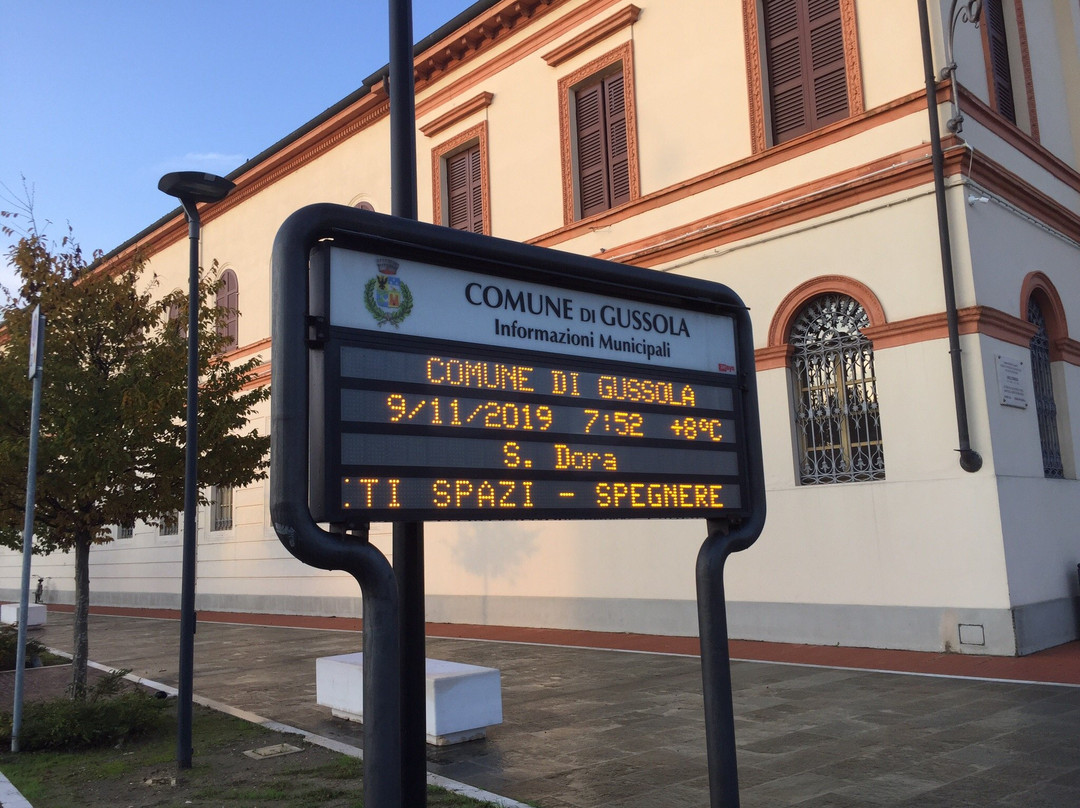 COMUNE DI GUSSOLA
Informazioni Municipali
COMUNE DI GUSSOLA
9/11/2019 7:52 +8°C
S. Dora
TI SPAZI - SPEGNERE